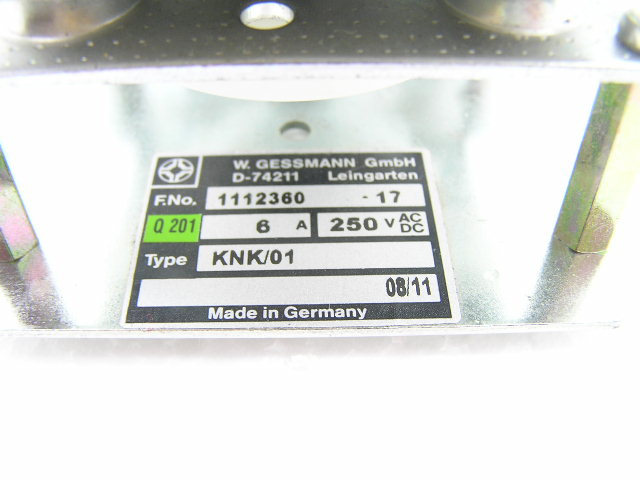 W. GESSMANN GmbH
D-74211 Leingarten
F.No. 1112360 - 17
Q 201 6 A 250 V AC DC
Type KNK/01
08/11
Made in Germany